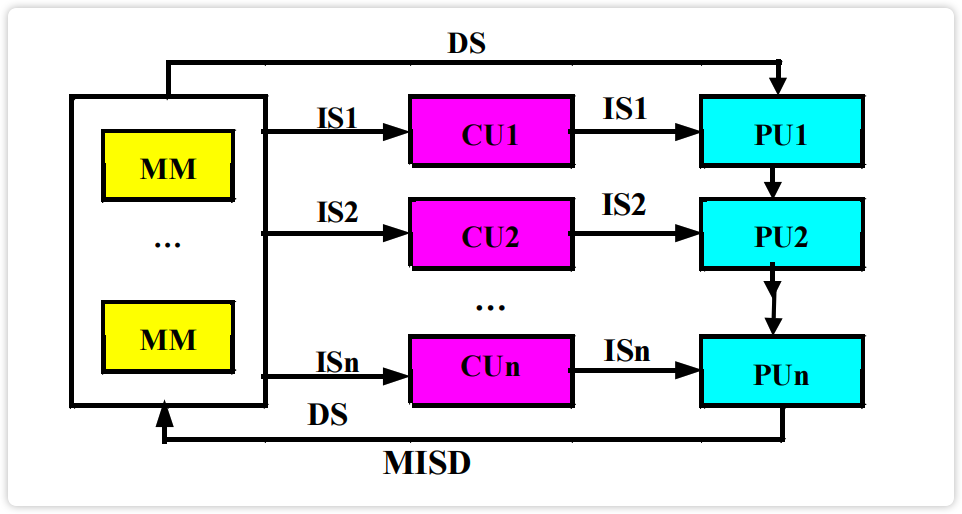 DS
IS1
CU1
IS1
PU1
MM
IS2
CU2
IS2
PU2
...
...
MM
ISn
CUn
ISn
PUn
DS
MISD